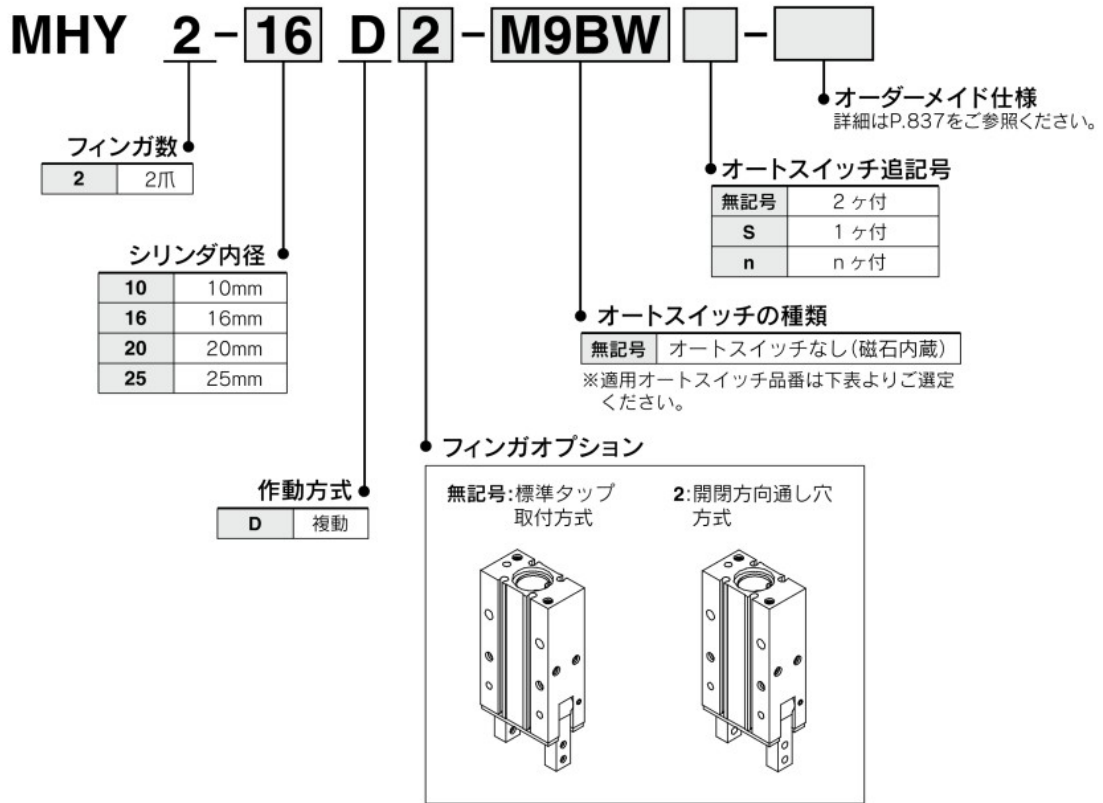 MHY 2-16 D 2-M9BW □-□
オーダーメイド仕様
詳細はP.837をご参照ください。
フィンガ数
2 2爪
オートスイッチ追記号
無記号 2ヶ付
S 1ヶ付
n nヶ付
シリンダ内径
10 10mm
16 16mm
20 20mm
25 25mm
オートスイッチの種類
無記号 オートスイッチなし(磁石内蔵)
※適用オートスイッチ品番は下表よりご選定
ください。
フィンガオプション
無記号:標準タップ
取付方式
2:開閉方向通し穴
方式
作動方式
D 複動